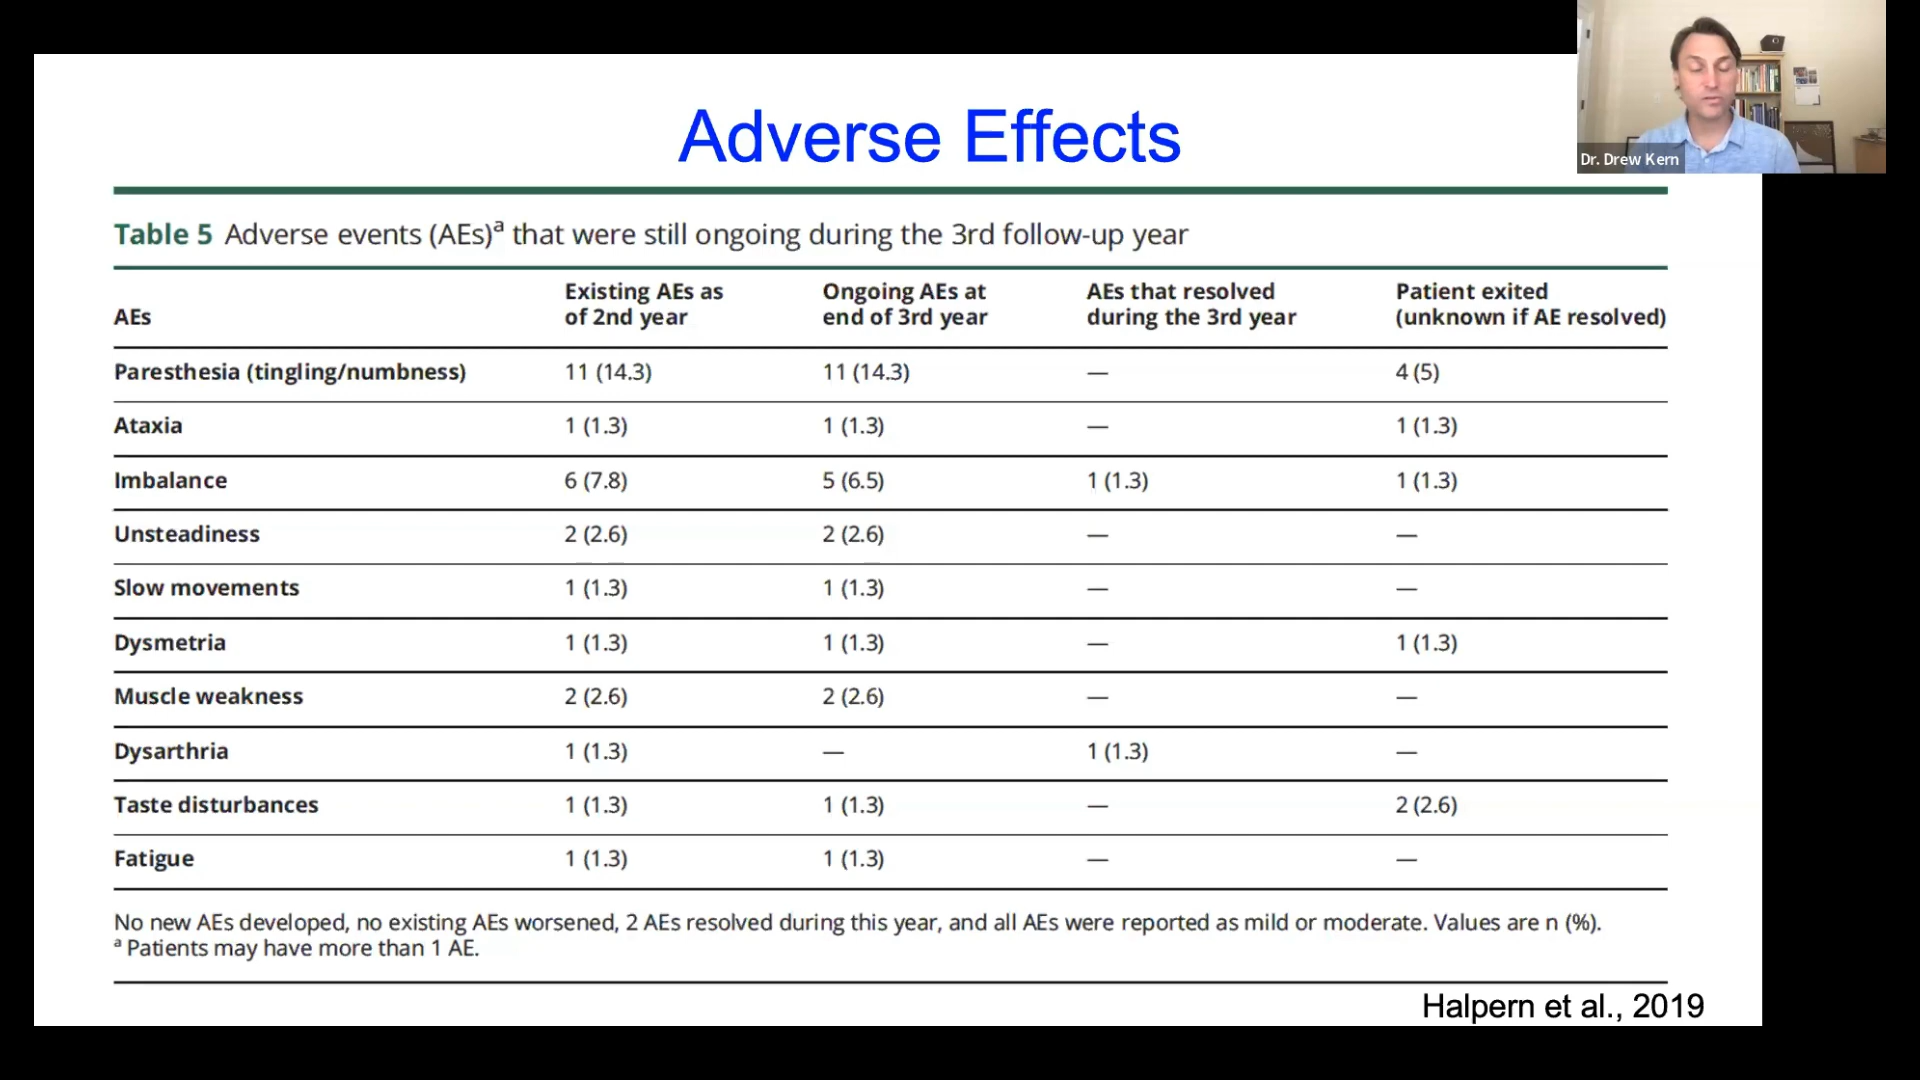 Adverse Effects
Dr. Drew Kern
Table 5 Adverse events (AEs)ª that were still ongoing during the 3rd follow-up year
AEs Existing AEs as of 2nd year Ongoing AEs at end of 3rd year AEs that resolved during the 3rd year Patient exited (unknown if AE resolved)
Paresthesia (tingling/numbness) 11 (14.3) 11 (14.3) — 4 (5)
Ataxia 1 (1.3) 1 (1.3) — 1 (1.3)
Imbalance 6 (7.8) 5 (6.5) 1 (1.3) 1 (1.3)
Unsteadiness 2 (2.6) 2 (2.6) — —
Slow movements 1 (1.3) 1 (1.3) — —
Dysmetria 1 (1.3) 1 (1.3) — 1 (1.3)
Muscle weakness 2 (2.6) 2 (2.6) — —
Dysarthria 1 (1.3) — 1 (1.3) —
Taste disturbances 1 (1.3) 1 (1.3) — 2 (2.6)
Fatigue 1 (1.3) 1 (1.3) — —
No new AEs developed, no existing AEs worsened, 2 AEs resolved during this year, and all AEs were reported as mild or moderate. Values are n (%).
ª Patients may have more than 1 AE.
Halpern et al., 2019